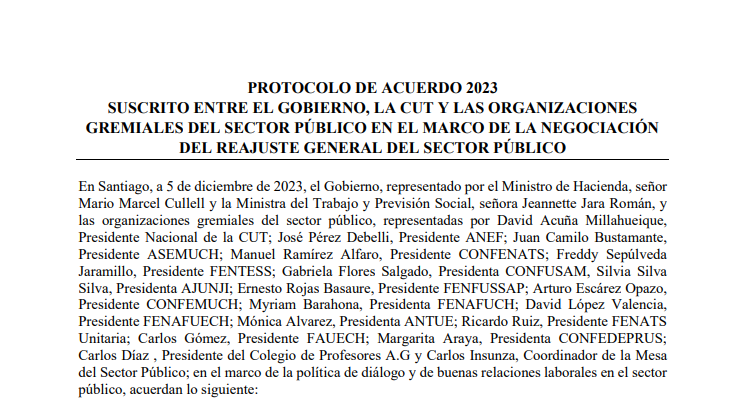 PROTOCOLO DE ACUERDO 2023
SUSCRITO ENTRE EL GOBIERNO, LA CUT Y LAS ORGANIZACIONES
GREMIALES DEL SECTOR PÚBLICO EN EL MARCO DE LA NEGOCIACIÓN
DEL REAJUSTE GENERAL DEL SECTOR PÚBLICO
En Santiago, a 5 de diciembre de 2023, el Gobierno, representado por el Ministro de Hacienda, señor
Mario Marcel Cullell y la Ministra del Trabajo y Previsión Social, señora Jeannette Jara Román, y
las organizaciones gremiales del sector público, representadas por David Acuña Millahueique,
Presidente Nacional de la CUT; José Pérez Debelli, Presidente ANEF; Juan Camilo Bustamante,
Presidente ASEMUCH; Manuel Ramírez Alfaro, Presidente CONFENATS; Freddy Sepúlveda
Jaramillo, Presidente FENTESS; Gabriela Flores Salgado, Presidenta CONFUSAM, Silvia Silva
Silva, Presidenta AJUNJI; Ernesto Rojas Basaure, Presidente FENFUSSAP; Arturo Escárez Opazo,
Presidente CONFEMUCH; Myriam Barahona, Presidenta FENAFUCH; David López Valencia,
Presidente FENAFUECH; Mónica Alvarez, Presidenta ANTUE; Ricardo Ruiz, Presidente FENATS
Unitaria; Carlos Gómez, Presidente FAUECH; Margarita Araya, Presidenta CONFEDEPRUS;
Carlos Díaz , Presidente del Colegio de Profesores A.G y Carlos Insunza, Coordinador de la Mesa
del Sector Público; en el marco de la política de diálogo y de buenas relaciones laborales en el sector
público, acuerdan lo siguiente: